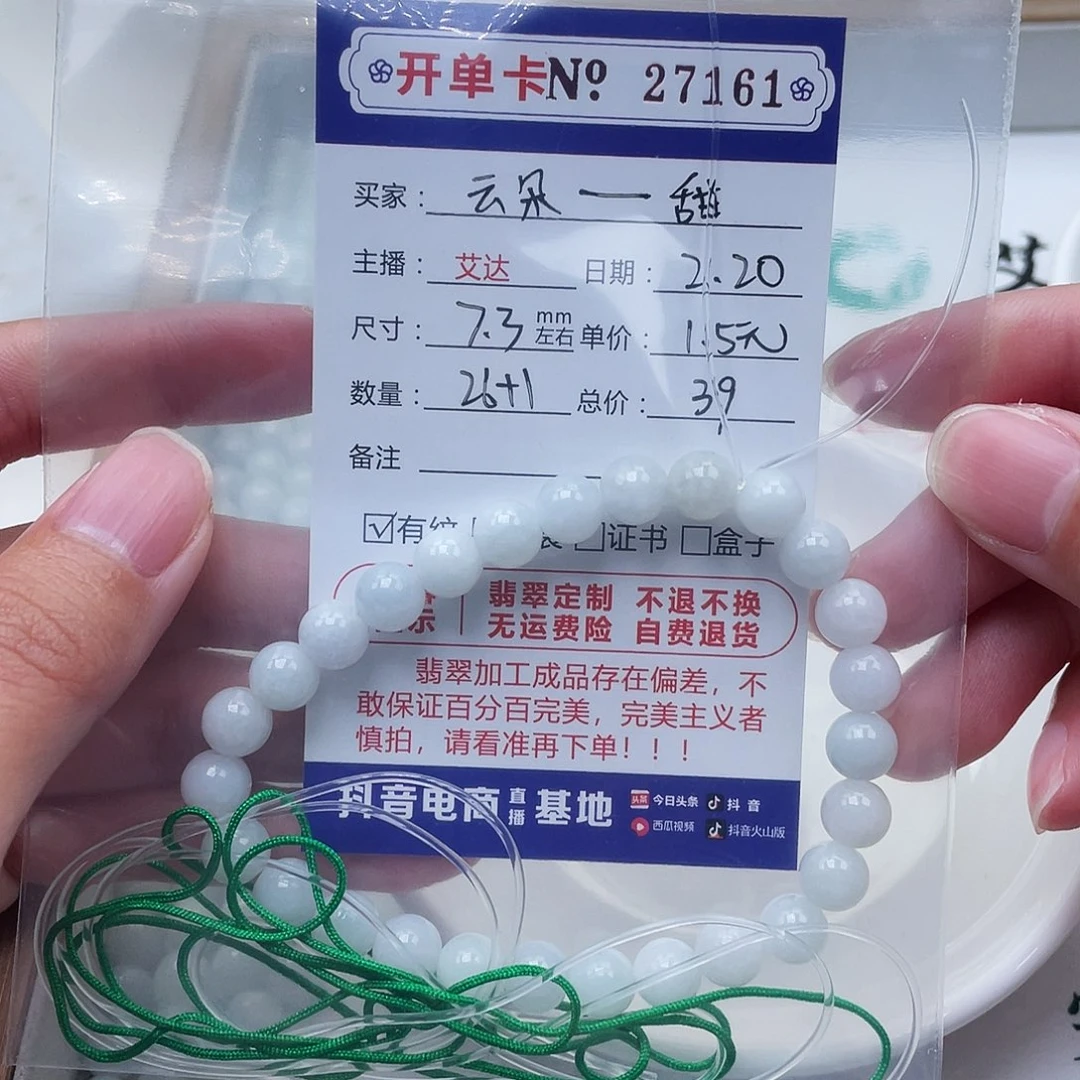 开单卡№ 27161
买家：云朵一甜
主播：艾达 日期：2.20
尺寸：7.3 mm左右 单价：1.5元
数量：26+1 总价：39
备注
☑有纹 证书 □盒子
示 翡翠定制 不退不换
无运费险 自费退货
翡翠加工成品存在偏差，不
敢保证百分百完美，完美主义者
慎拍，请看准再下单！！！
抖音电商直播基地 今日头条 抖音
西瓜视频 抖音火山版
艾